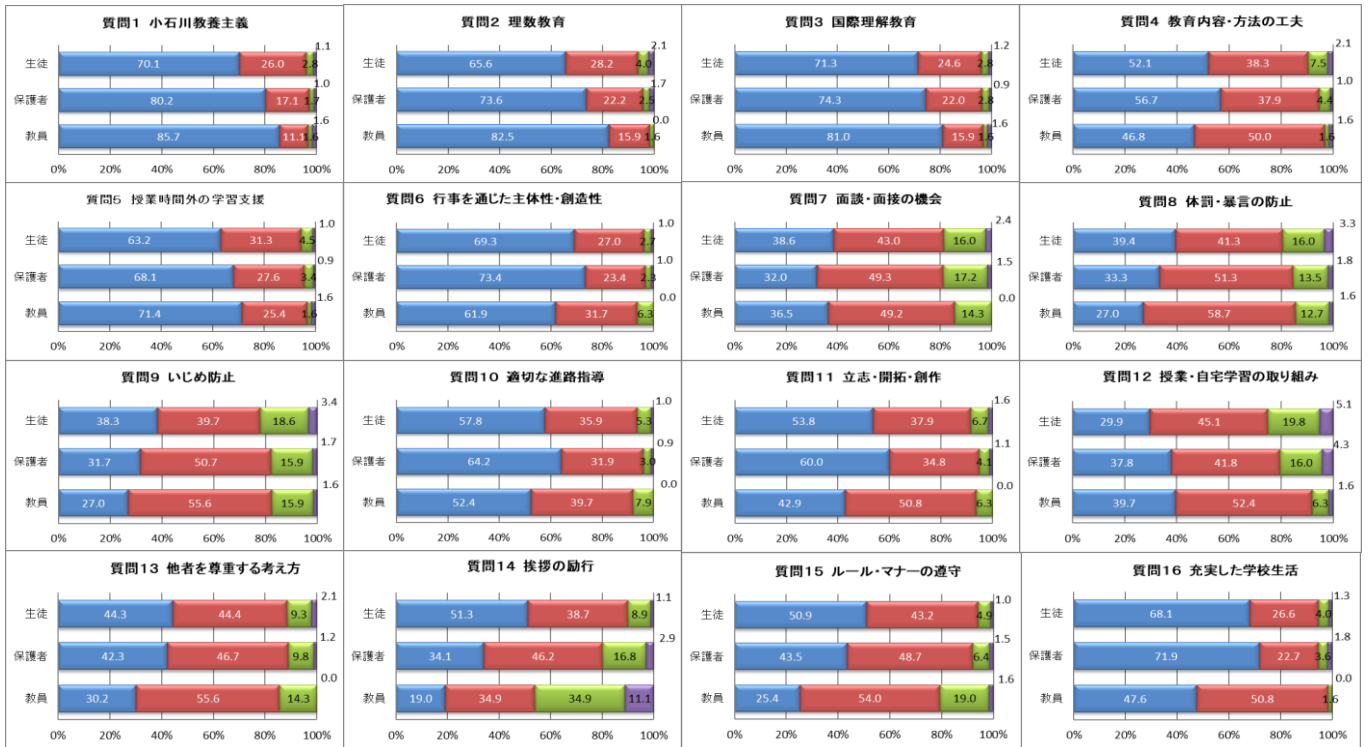 質問1 小石川教養主義
1.1
生徒 70.1 26.0 2.8
1.0
保護者 80.2 17.1 1.7
1.6
教員 85.7 11.1 1.6
0% 20% 40% 60% 80% 100%
質問2 理数教育
2.1
生徒 65.6 28.2 4.0
1.7
保護者 73.6 22.2 2.5
0.0
教員 82.5 15.9 1.6
0% 20% 40% 60% 80% 100%
質問3 国際理解教育
1.2
生徒 71.3 24.6 2.8
0.9
保護者 74.3 22.0 2.8
1.6
教員 81.0 15.9 1.6
0% 20% 40% 60% 80% 100%
質問4 教育内容・方法の工夫
2.1
生徒 52.1 38.3 7.5
1.0
保護者 56.7 37.9 4.4
1.6
教員 46.8 50.0 1.6
0% 20% 40% 60% 80% 100%
質問5 授業時間外の学習支援
1.0
生徒 63.2 31.3 4.5
0.9
保護者 68.1 27.6 3.4
1.6
教員 71.4 25.4 1.6
0% 20% 40% 60% 80% 100%
質問6 行事を通じた主体性・創造性
1.0
生徒 69.3 27.0 2.7
1.0
保護者 73.4 23.4 2.3
0.0
教員 61.9 31.7 6.3
0% 20% 40% 60% 80% 100%
質問7 面談・面接の機会
2.4
生徒 38.6 43.0 16.0
1.5
保護者 32.0 49.3 17.2
0.0
教員 36.5 49.2 14.3
0% 20% 40% 60% 80% 100%
質問8 体罰・暴言の防止
3.3
生徒 39.4 41.3 16.0
1.8
保護者 33.3 51.3 13.5
1.6
教員 27.0 58.7 12.7
0% 20% 40% 60% 80% 100%
質問9 いじめ防止
3.4
生徒 38.3 39.7 18.6
1.7
保護者 31.7 50.7 15.9
1.6
教員 27.0 55.6 15.9
0% 20% 40% 60% 80% 100%
質問10 適切な進路指導
1.0
生徒 57.8 35.9 5.3
0.9
保護者 64.2 31.9 3.0
0.0
教員 52.4 39.7 7.9
0% 20% 40% 60% 80% 100%
質問11 立志・開拓・創作
1.6
生徒 53.8 37.9 6.7
1.1
保護者 60.0 34.8 4.1
0.0
教員 42.9 50.8 6.3
0% 20% 40% 60% 80% 100%
質問12 授業・自宅学習の取り組み
5.1
生徒 29.9 45.1 19.8
4.3
保護者 37.8 41.8 16.0
1.6
教員 39.7 52.4 6.3
0% 20% 40% 60% 80% 100%
質問13 他者を尊重する考え方
2.1
生徒 44.3 44.4 9.3
1.2
保護者 42.3 46.7 9.8
0.0
教員 30.2 55.6 14.3
0% 20% 40% 60% 80% 100%
質問14 挨拶の励行
1.1
生徒 51.3 38.7 8.9
2.9
保護者 34.1 46.2 16.8
教員 19.0 34.9 34.9 11.1
0% 20% 40% 60% 80% 100%
質問15 ルール・マナーの遵守
1.0
生徒 50.9 43.2 4.9
1.5
保護者 43.5 48.7 6.4
1.6
教員 25.4 54.0 19.0
0% 20% 40% 60% 80% 100%
質問16 充実した学校生活
1.3
生徒 68.1 26.6 4.0
1.8
保護者 71.9 22.7 3.6
0.0
教員 47.6 50.8 1.6
0% 20% 40% 60% 80% 100%